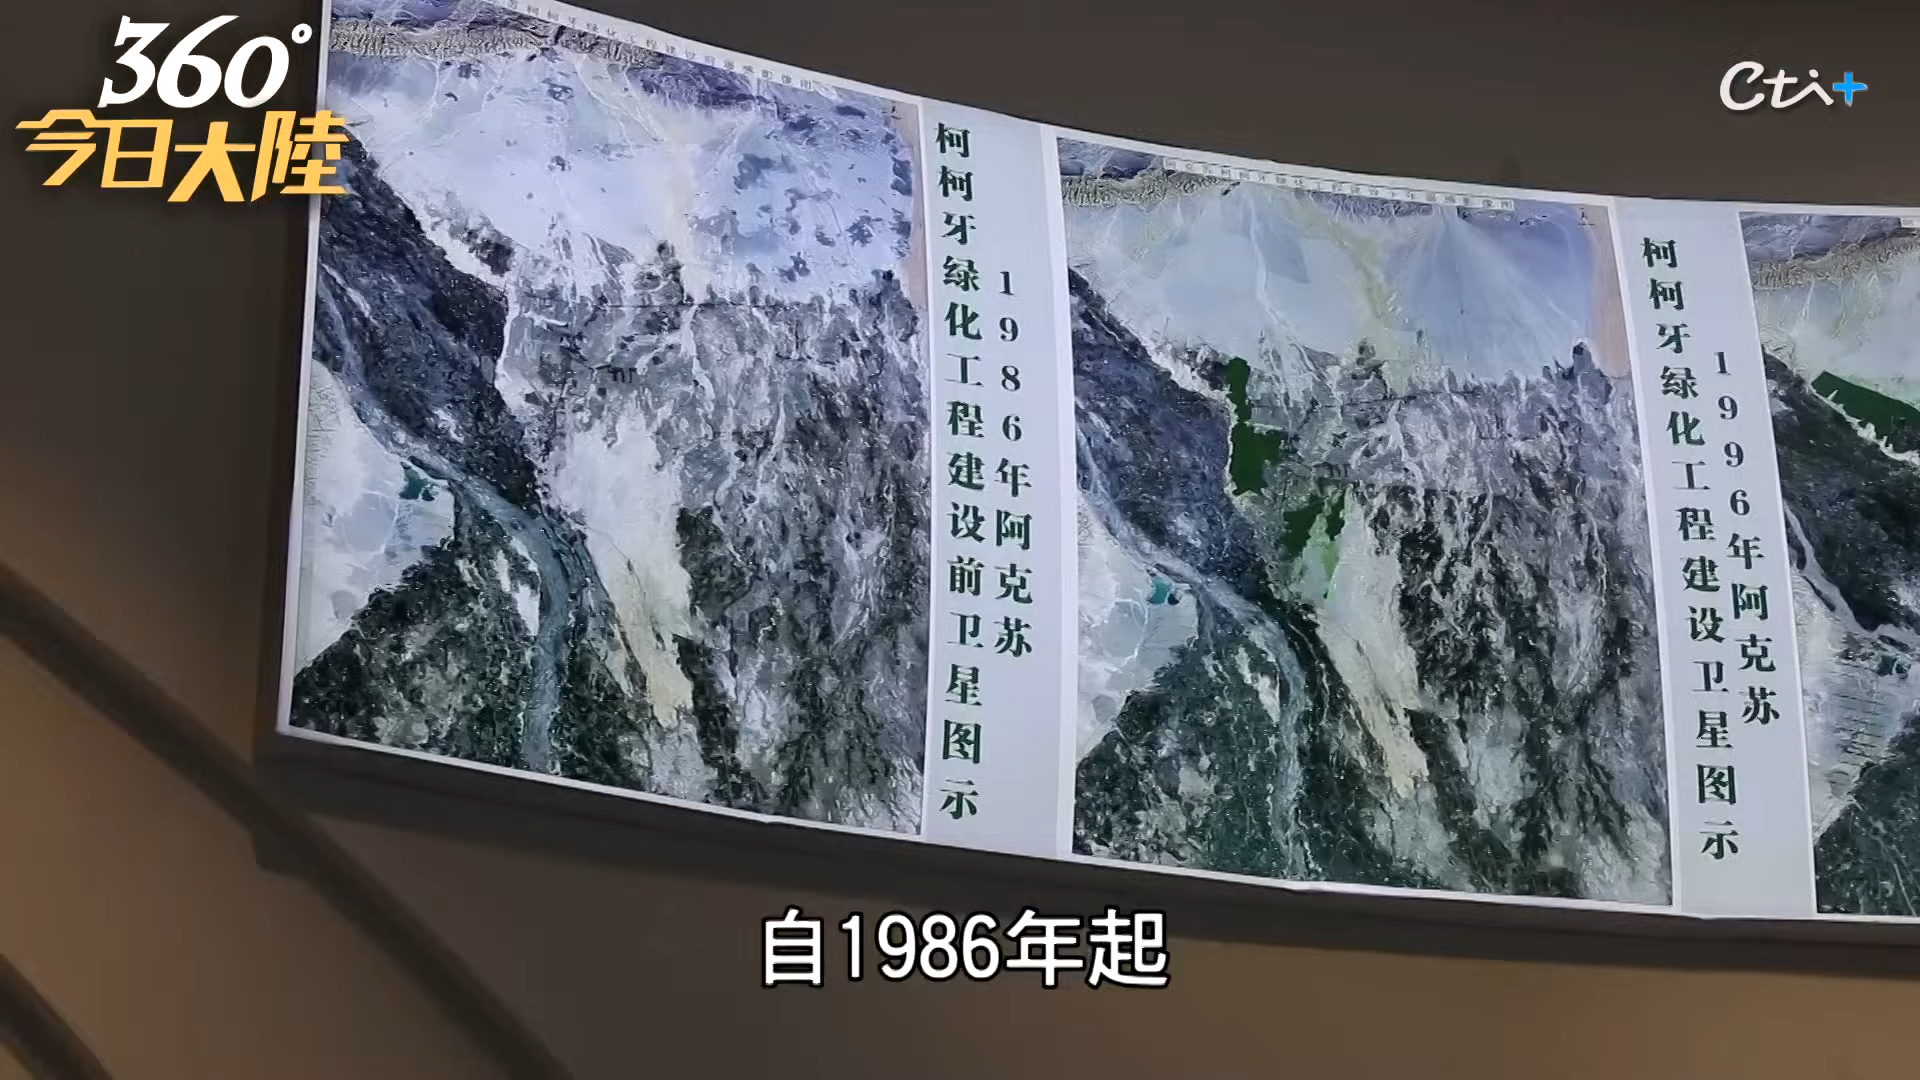 360°
今日大陸
Cti+
1986年阿克苏
柯柯牙绿化工程建设前卫星图示
1996年阿克苏
柯柯牙绿化工程建设卫星图示
自1986年起